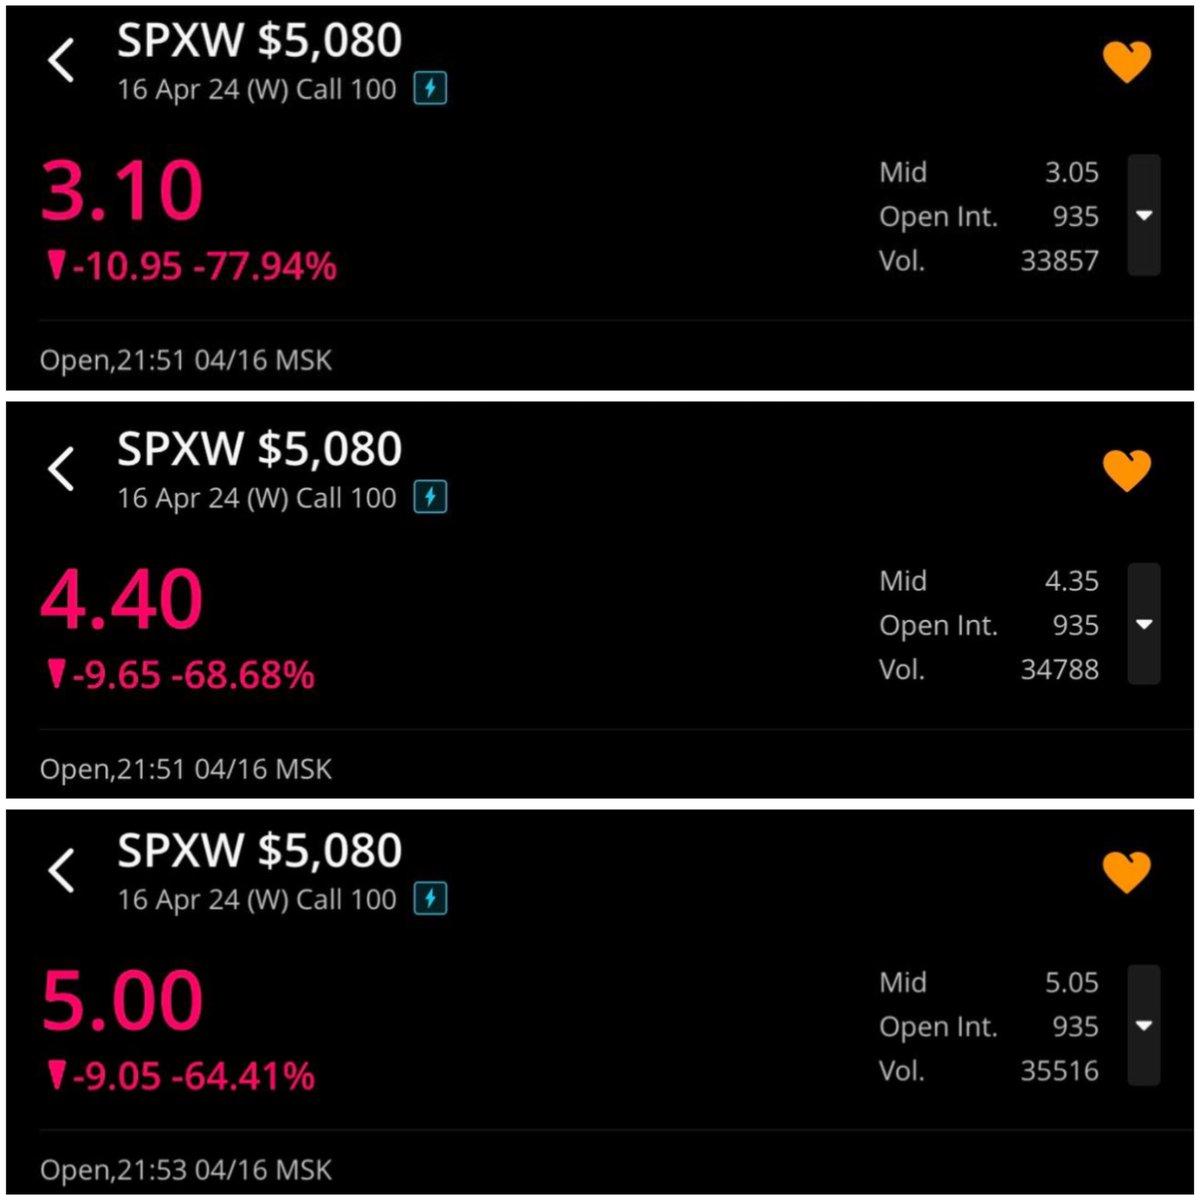 SPXW $5,080
16 Apr 24 (W) Call 100
3.10
-10.95 -77.94%
Mid 3.05
Open Int. 935
Vol. 33857
Open,21:51 04/16 MSK
SPXW $5,080
16 Apr 24 (W) Call 100
4.40
-9.65 -68.68%
Mid 4.35
Open Int. 935
Vol. 34788
Open,21:51 04/16 MSK
SPXW $5,080
16 Apr 24 (W) Call 100
5.00
-9.05 -64.41%
Mid 5.05
Open Int. 935
Vol. 35516
Open,21:53 04/16 MSK